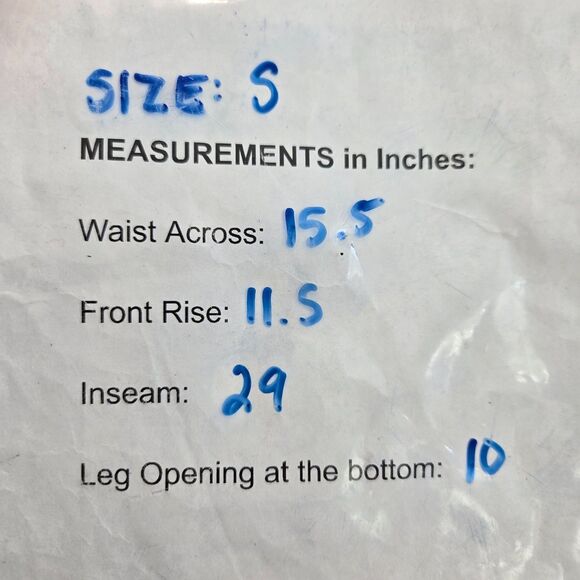 SIZE: S
MEASUREMENTS in Inches:
Waist Across: 15.5
Front Rise: 11.5
Inseam: 29
Leg Opening at the bottom: 10